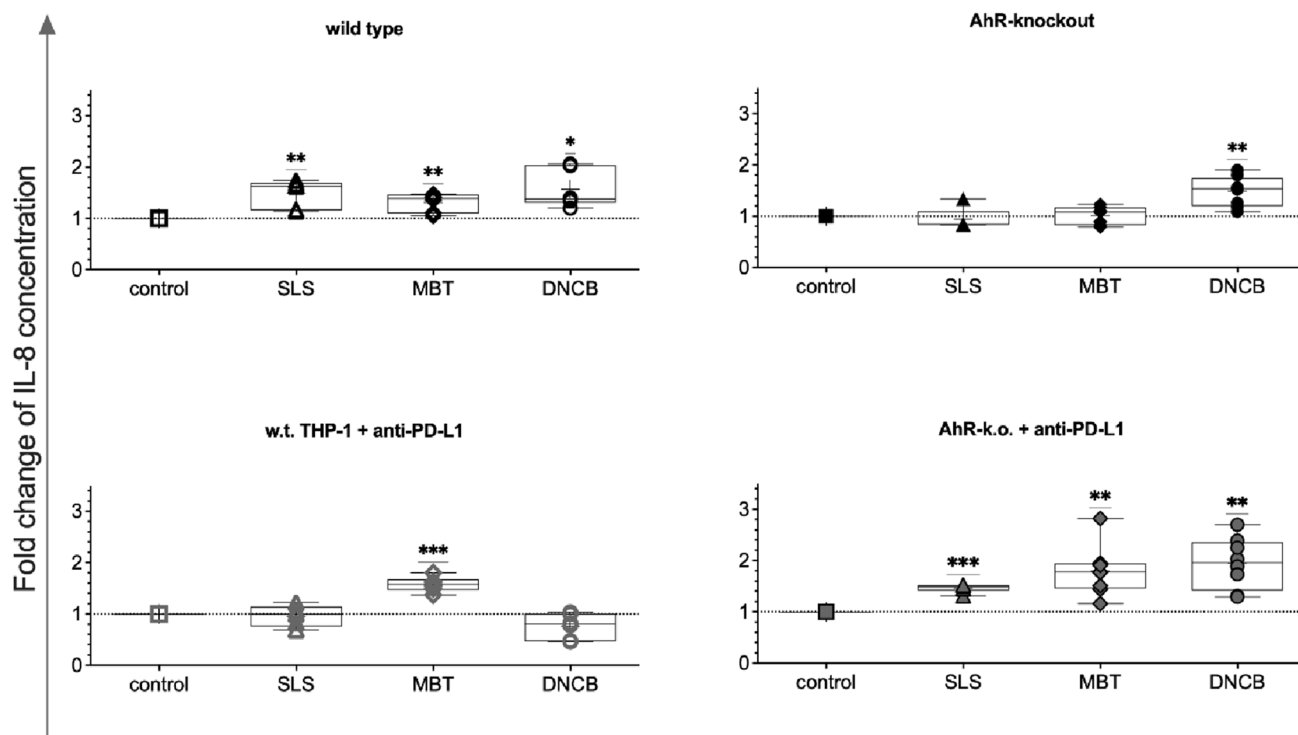 Fold change of IL-8 concentration
wild type
**
**
*
3
2
1
0
control SLS MBT DNCB
AhR-knockout
**
3
2
1
0
control SLS MBT DNCB
w.t. THP-1 + anti-PD-L1
***
3
2
1
0
control SLS MBT DNCB
AhR-k.o. + anti-PD-L1
***
**
**
3
2
1
0
control SLS MBT DNCB